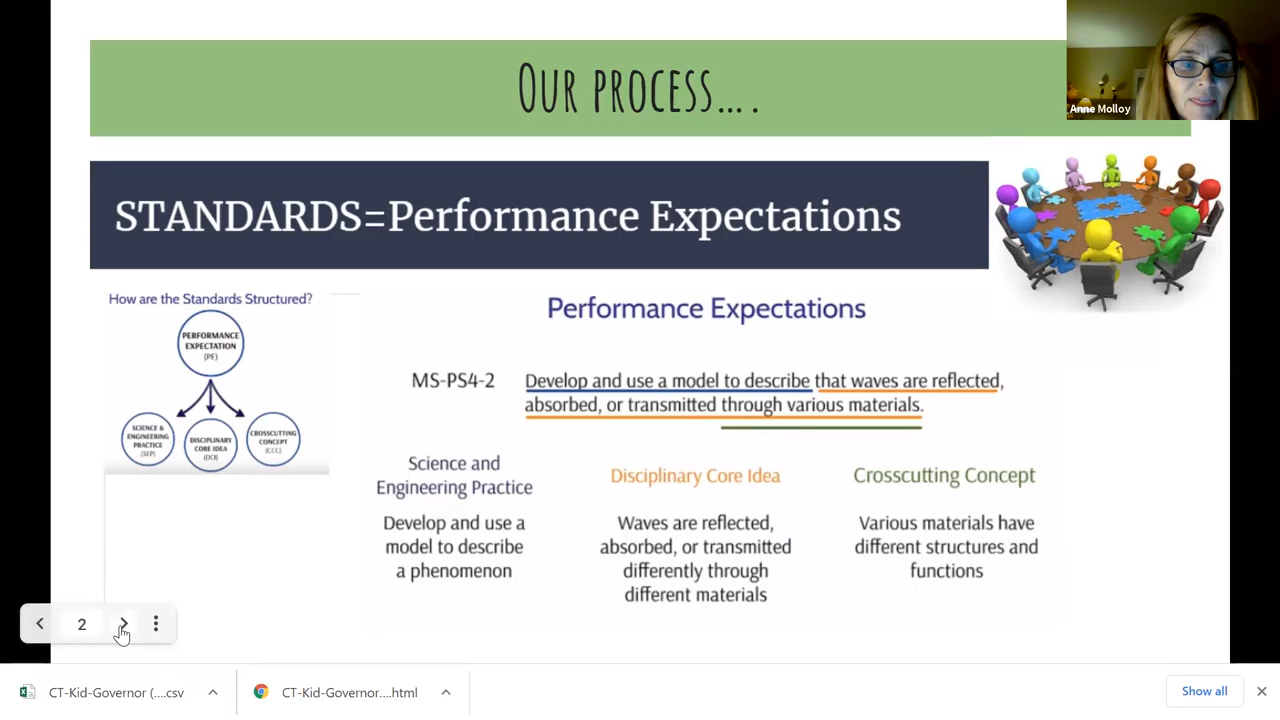 OUR PROCESS....
Anne Molloy
STANDARDS=Performance Expectations
How are the Standards Structured?
PERFORMANCE
EXPECTATION
(PE)
SCIENCE &
ENGINEERING
PRACTICE
(SEP)
DISCIPLINARY
CORE IDEA
(DCI)
CROSSCUTTING
CONCEPT
(CCC)
Performance Expectations
MS-PS4-2 Develop and use a model to describe that waves are reflected,
absorbed, or transmitted through various materials.
Science and
Engineering Practice
Develop and use a
model to describe
a phenomenon
Disciplinary Core Idea
Waves are reflected,
absorbed, or transmitted
differently through
different materials
Crosscutting Concept
Various materials have
different structures and
functions
2
CT-Kid-Governor (....csv
CT-Kid-Governor....html
Show all